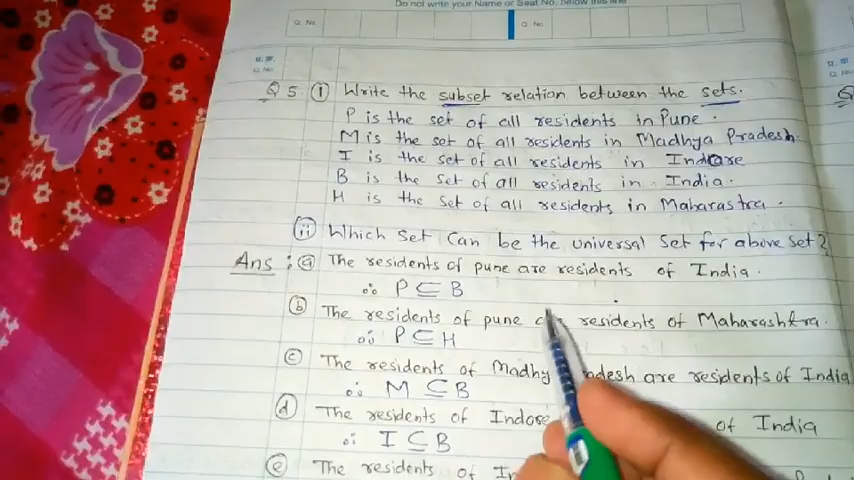 Do not write your Name or Seat No. below this line
Q. No. Q. No.
Q. No.
Q 5. (i) Write the subset relation between the sets.
P is the set of all residents in Pune.
M is the set of all residents in Madhya Pradesh.
I is the set of all residents in Indore
B is the set of all residents in India.
H is the set of all residents in Maharastra.
(ii) Which set can be the universal set for above set?
Ans : (a) The residents of pune are residents of India.
∴ P ⊆ B
(b) The residents of pune residents of Maharashtra.
∴ P ⊆ H
(c) The residents of Madhy adesh are residents of India
∴ M ⊆ B
(d) The residents of Indore of India
∴ I ⊆ B
(e) The residents of In